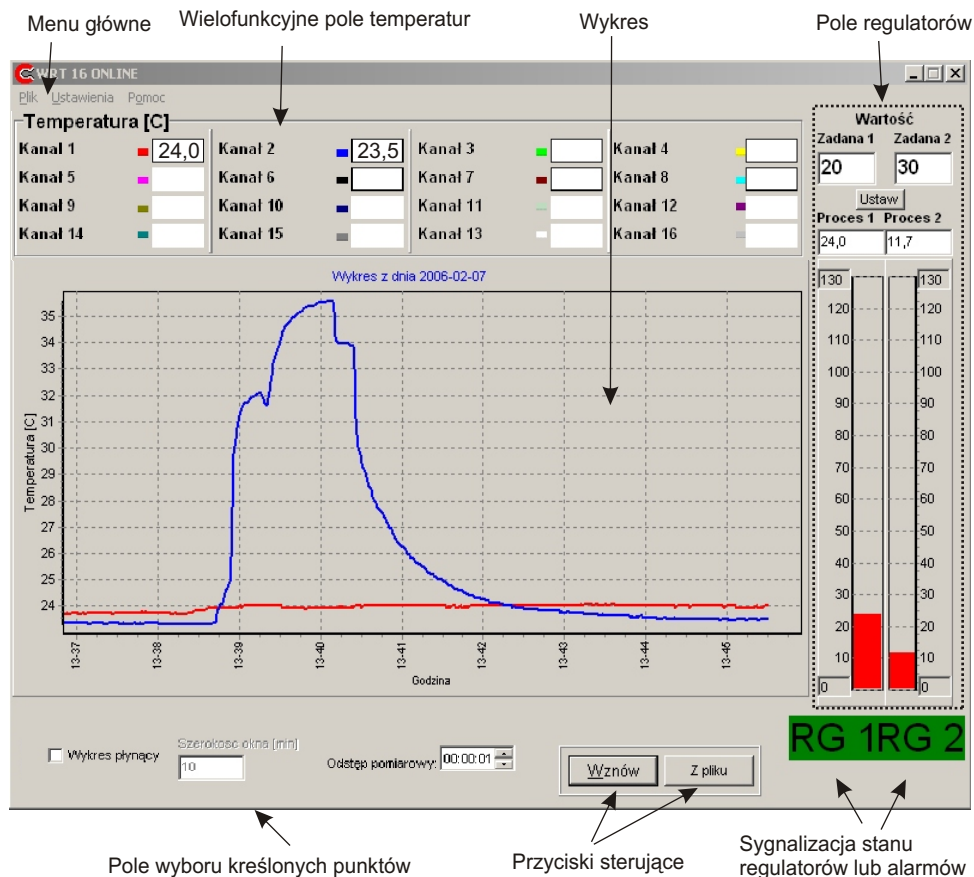 Menu główne
Wielofunkcyjne pole temperatur
Wykres
Pole regulatorów
WRT 16 ONLINE
Plik Ustawienia Pomoc
Temperatura [C]
Kanał 1 24,0 Kanał 2 23,5 Kanał 3 Kanał 4
Kanał 5 Kanał 6 Kanał 7 Kanał 8
Kanał 9 Kanał 10 Kanał 11 Kanał 12
Kanał 14 Kanał 15 Kanał 13 Kanał 16
Wartość
Zadana 1 Zadana 2
20 30
Ustaw
Proces 1 Proces 2
24,0 11,7
130 130
120 120
110 110
100 100
90 90
80 80
70 70
60 60
50 50
40 40
30 30
20 20
10 10
0 0
Wykres z dnia 2006-02-07
Temperatura [C]
35
34
33
32
31
30
29
28
27
26
25
24
13-37 13-38 13-39 13-40 13-41 13-42 13-43 13-44 13-45
Godzina
RG 1 RG 2
Wykres płynący
Szerokosc okna [min]
10
Odstęp pomiarowy: 00:00:01
Wznów Z pliku
Pole wyboru kreślonych punktów
Przyciski sterujące
Sygnalizacja stanu
regulatorów lub alarmów